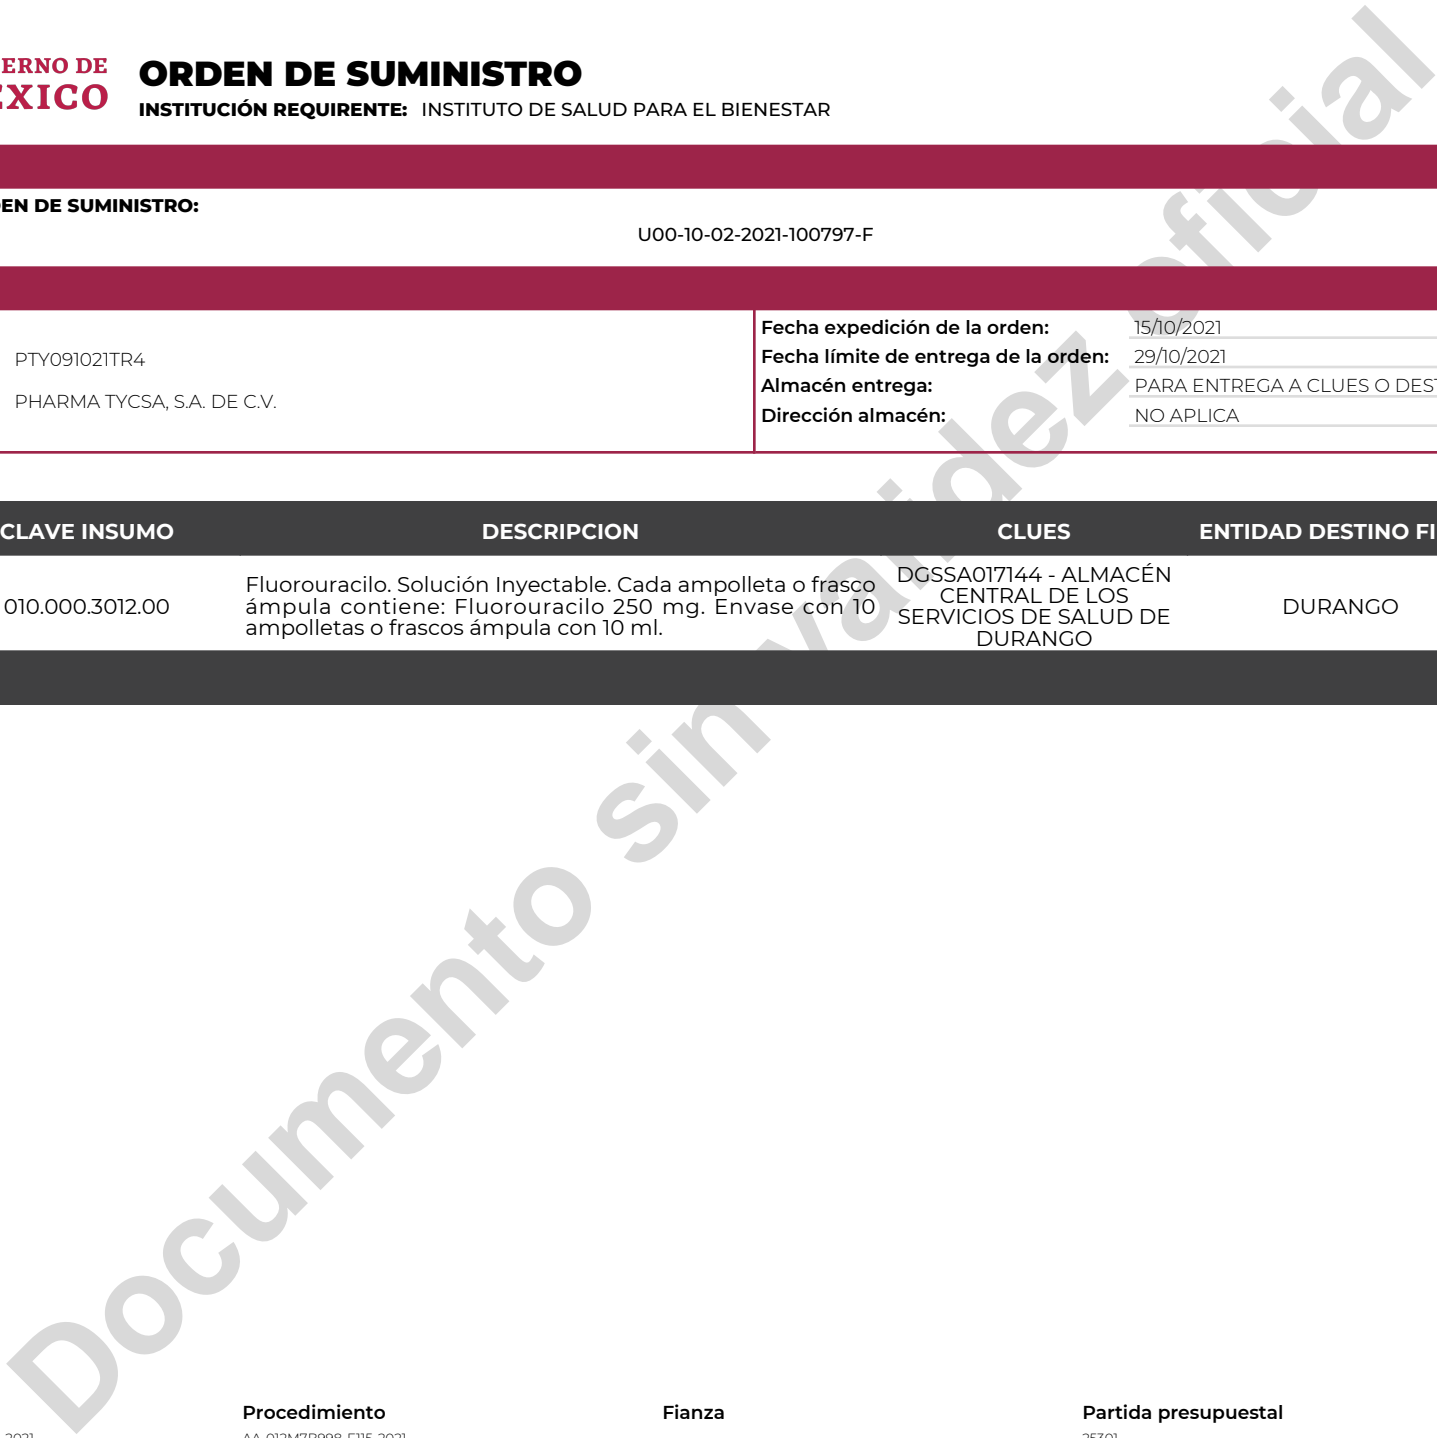 ERNO DE
EXICO
ORDEN DE SUMINISTRO
INSTITUCIÓN REQUIRENTE: INSTITUTO DE SALUD PARA EL BIENESTAR
EN DE SUMINISTRO:
U00-10-02-2021-100797-F
PTY091021TR4
PHARMA TYCSA, S.A. DE C.V.
Fecha expedición de la orden: 15/10/2021
Fecha límite de entrega de la orden: 29/10/2021
Almacén entrega: PARA ENTREGA A CLUES O DEST
Dirección almacén: NO APLICA
CLAVE INSUMO DESCRIPCION CLUES ENTIDAD DESTINO FI
010.000.3012.00
Fluorouracilo. Solución Inyectable. Cada ampolleta o frasco
ámpula contiene: Fluorouracilo 250 mg. Envase con 10
ampolletas o frascos ámpula con 10 ml.
DGSSA017144 - ALMACÉN
CENTRAL DE LOS
SERVICIOS DE SALUD DE
DURANGO
DURANGO
Documento sin validez oficial
Procedimiento Fianza Partida presupuestal